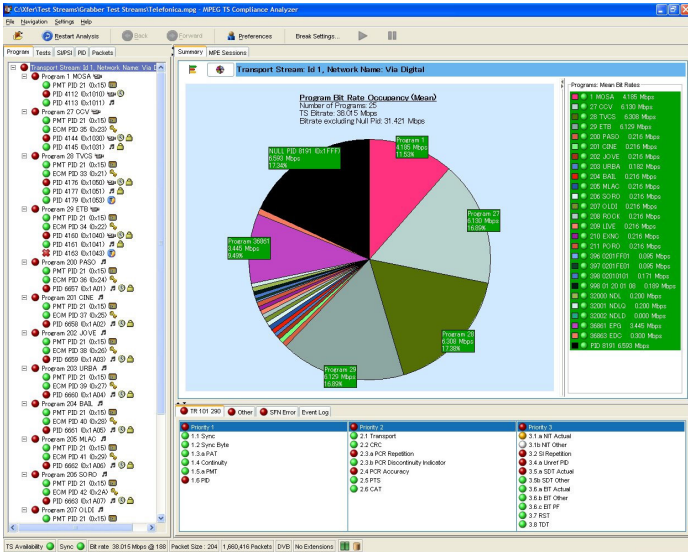 C:\Xfer\Test Streams\Grabber Test Streams\Telefonica.mpg - MPEG TS Compliance Analyzer
File Navigation Settings Help
Restart Analysis Back Forward Preferences Break Settings...
Program Tests SI/PSI PID Packets
Transport Stream: Id 1, Network Name: Via
Program 1 MOSA
PMT PID 21 (0x15)
PID 4112 (0x1010)
PID 4113 (0x1011)
Program 27 CCV
PMT PID 21 (0x15)
ECM PID 35 (0x23)
PID 4144 (0x1030)
PID 4145 (0x1031)
Program 28 TVCS
PMT PID 21 (0x15)
ECM PID 33 (0x21)
PID 4176 (0x1050)
PID 4177 (0x1051)
PID 4179 (0x1053)
Program 29 ETB
PMT PID 21 (0x15)
ECM PID 34 (0x22)
PID 4160 (0x1040)
PID 4161 (0x1041)
PID 4163 (0x1043)
Program 200 PASO
PMT PID 21 (0x15)
ECM PID 36 (0x24)
PID 6657 (0x1A01)
Program 201 CINE
PMT PID 21 (0x15)
ECM PID 37 (0x25)
PID 6658 (0x1A02)
Program 202 JOVE
PMT PID 21 (0x15)
ECM PID 38 (0x26)
PID 6659 (0x1A03)
Program 203 URBA
PMT PID 21 (0x15)
ECM PID 39 (0x27)
PID 6660 (0x1A04)
Program 204 BAIL
PMT PID 21 (0x15)
ECM PID 40 (0x28)
PID 6661 (0x1A05)
Program 205 MLAC
PMT PID 21 (0x15)
ECM PID 41 (0x29)
PID 6662 (0x1A06)
Program 206 SORO
PMT PID 21 (0x15)
ECM PID 42 (0x2A)
PID 6663 (0x1A07)
Program 207 OLDI
PMT PID 21 (0x15)
Summary MPE Sessions
Transport Stream: Id 1, Network Name: Via Digital
Program Bit Rate Occupancy (Mean)
Number of Programs: 25
TS Bitrate: 38.015 Mbps
Bitrate excluding Null Pid: 31.421 Mbps
NULL PID 8191 (0x1FFF)
6.593 Mbps
17.34%
Program 1
4.185 Mbps
11.53%
Program 27
6.130 Mbps
16.89%
Program 28
6.308 Mbps
17.38%
Program 29
6.129 Mbps
16.89%
Program 36861
3.445 Mbps
9.49%
Programs: Mean Bit Rates
1 MOSA 4.185 Mbps
27 CCV 6.130 Mbps
28 TVCS 6.308 Mbps
29 ETB 6.129 Mbps
200 PASO 0.216 Mbps
201 CINE 0.216 Mbps
202 JOVE 0.216 Mbps
203 URBA 0.182 Mbps
204 BAIL 0.216 Mbps
205 MLAC 0.216 Mbps
206 SORO 0.216 Mbps
207 OLDI 0.216 Mbps
208 ROCK 0.216 Mbps
209 LIVE 0.216 Mbps
210 EXNC 0.216 Mbps
211 PORO 0.216 Mbps
396 0201FF01 0.095 Mbps
397 0201FE01 0.095 Mbps
398 02010101 0.171 Mbps
998 01 20 01 08 0.189 Mbps
32000 NDL 0.200 Mbps
32001 NDLG 0.200 Mbps
32002 NDLD 0.000 Mbps
36861 EPG 3.445 Mbps
36863 EDC 0.300 Mbps
PID 8191 6.593 Mbps
TR 101 290 Other SFN Error Event Log
Priority 1
1.1 Sync
1.2 Sync Byte
1.3.a PAT
1.4 Continuity
1.5.a PMT
1.6 PID
Priority 2
2.1 Transport
2.2 CRC
2.3.a PCR Repetition
2.3.b PCR Discontinuity Indicator
2.4 PCR Accuracy
2.5 PTS
2.6 CAT
Priority 3
3.1.a NIT Actual
3.1b NIT Other
3.2 SI Repetition
3.4.a Unref PID
3.5.a SDT Actual
3.5b SDT Other
3.6.a EIT Actual
3.6.b EIT Other
3.6.c EIT PF
3.7 RST
3.8 TDT
TS Availability Sync Bit rate 38.015 Mbps @ 188 Packet Size : 204 1,660,416 Packets DVB No Extensions